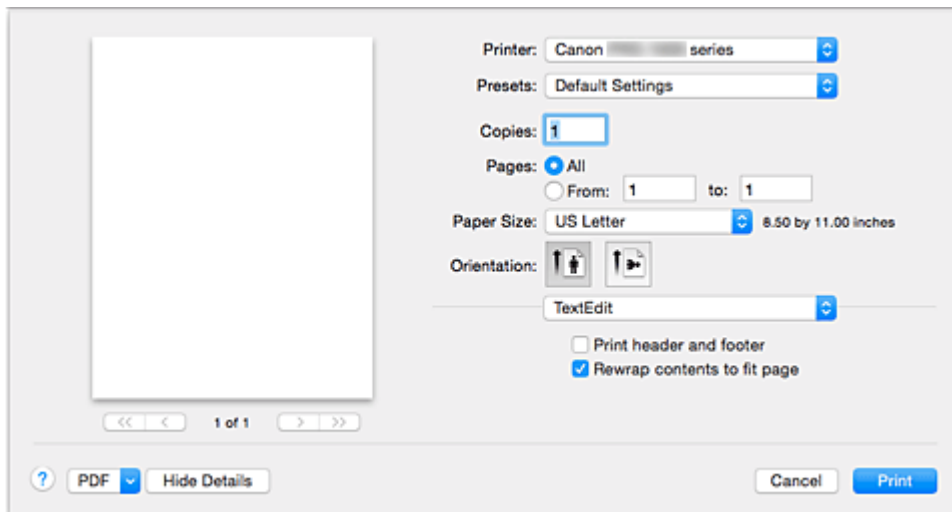 Printer: Canon series
Presets: Default Settings
Copies: 1
Pages: All
From: 1 to: 1
Paper Size: US Letter 8.50 by 11.00 inches
Orientation:
TextEdit
Print header and footer
Rewrap contents to fit page
<< < 1 of 1 > >>
? PDF Hide Details Cancel Print